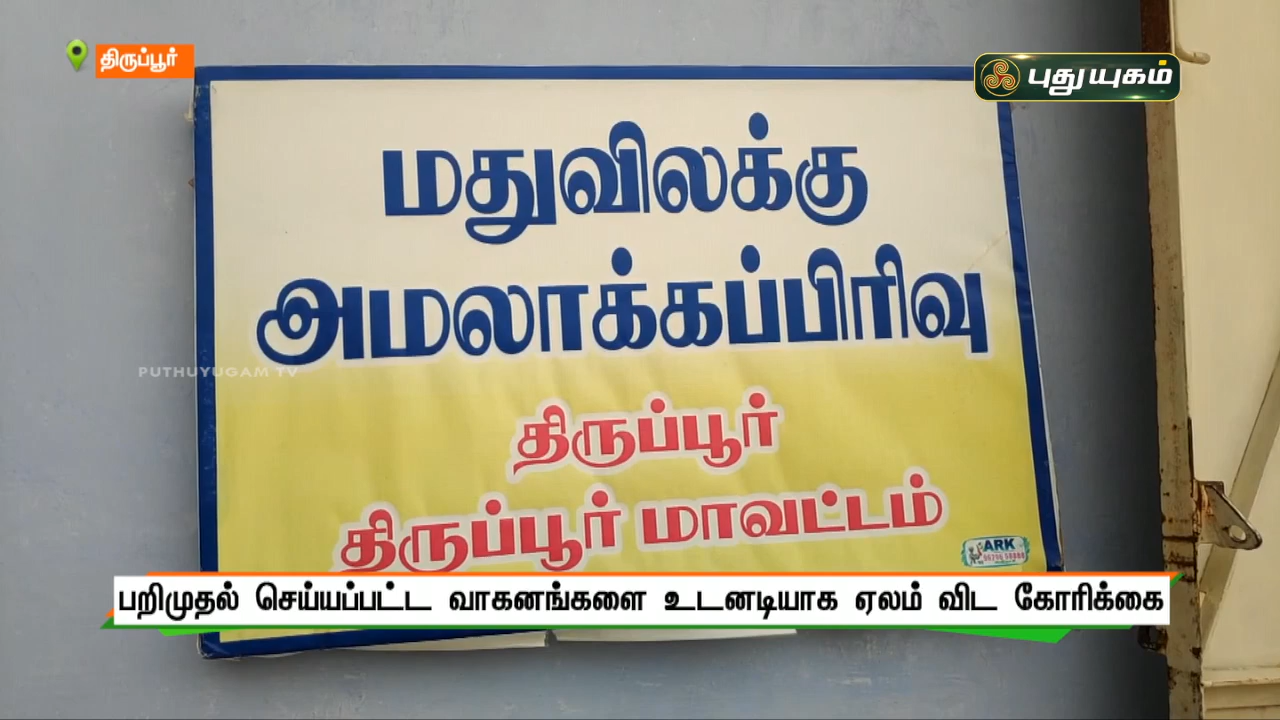 திருப்பூர்
புதுயுகம்
மதுவிலக்கு
அமலாக்கப்பிரிவு
PUTHUYUGAM TV
திருப்பூர்
திருப்பூர் மாவட்டம்
ARK
பறிமுதல் செய்யப்பட்ட வாகனங்களை உடனடியாக ஏலம் விட கோரிக்கை